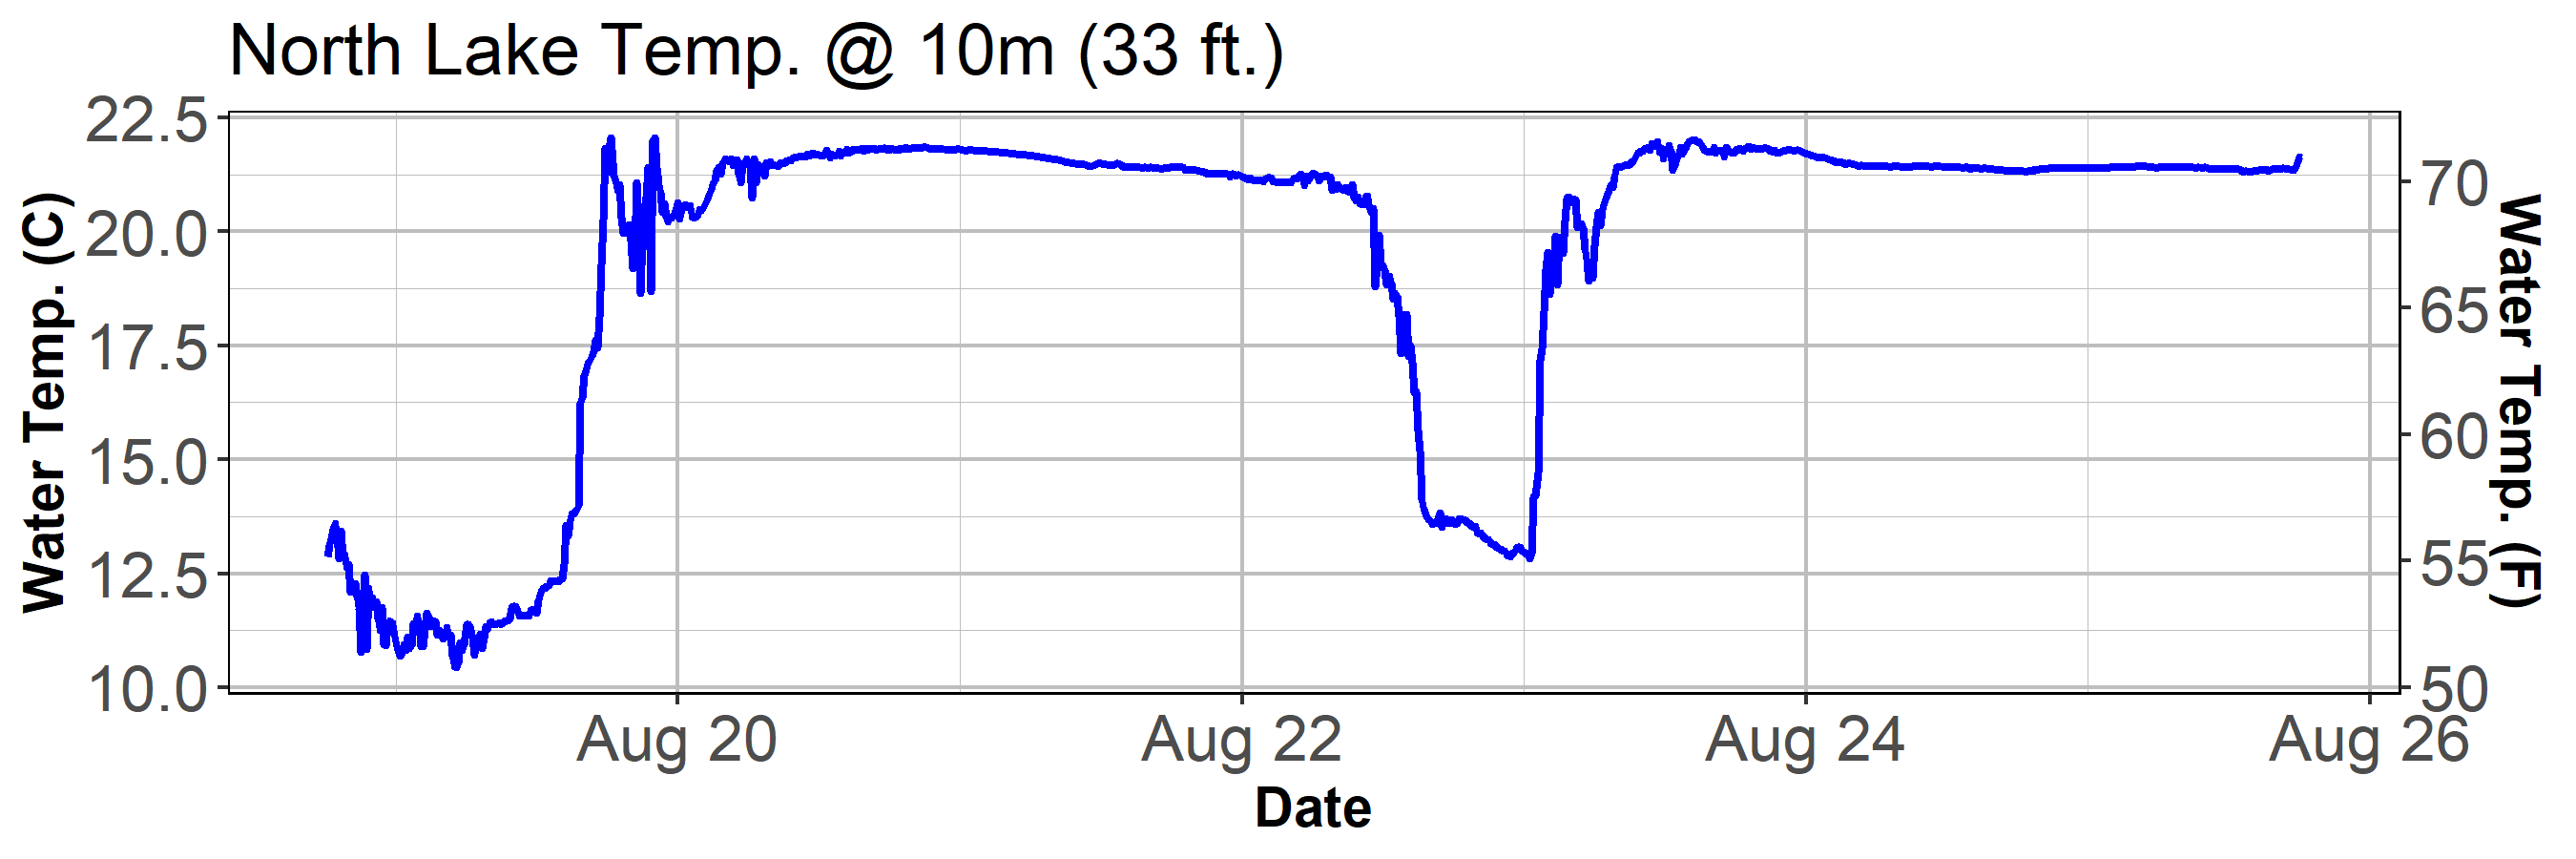 North Lake Temp. @ 10m (33 ft.)
Water Temp. (C)
22.5
20.0
17.5
15.0
12.5
10.0
70
65
60
55
50
Water Temp. (F)
Aug 20 Aug 22 Aug 24 Aug 26
Date